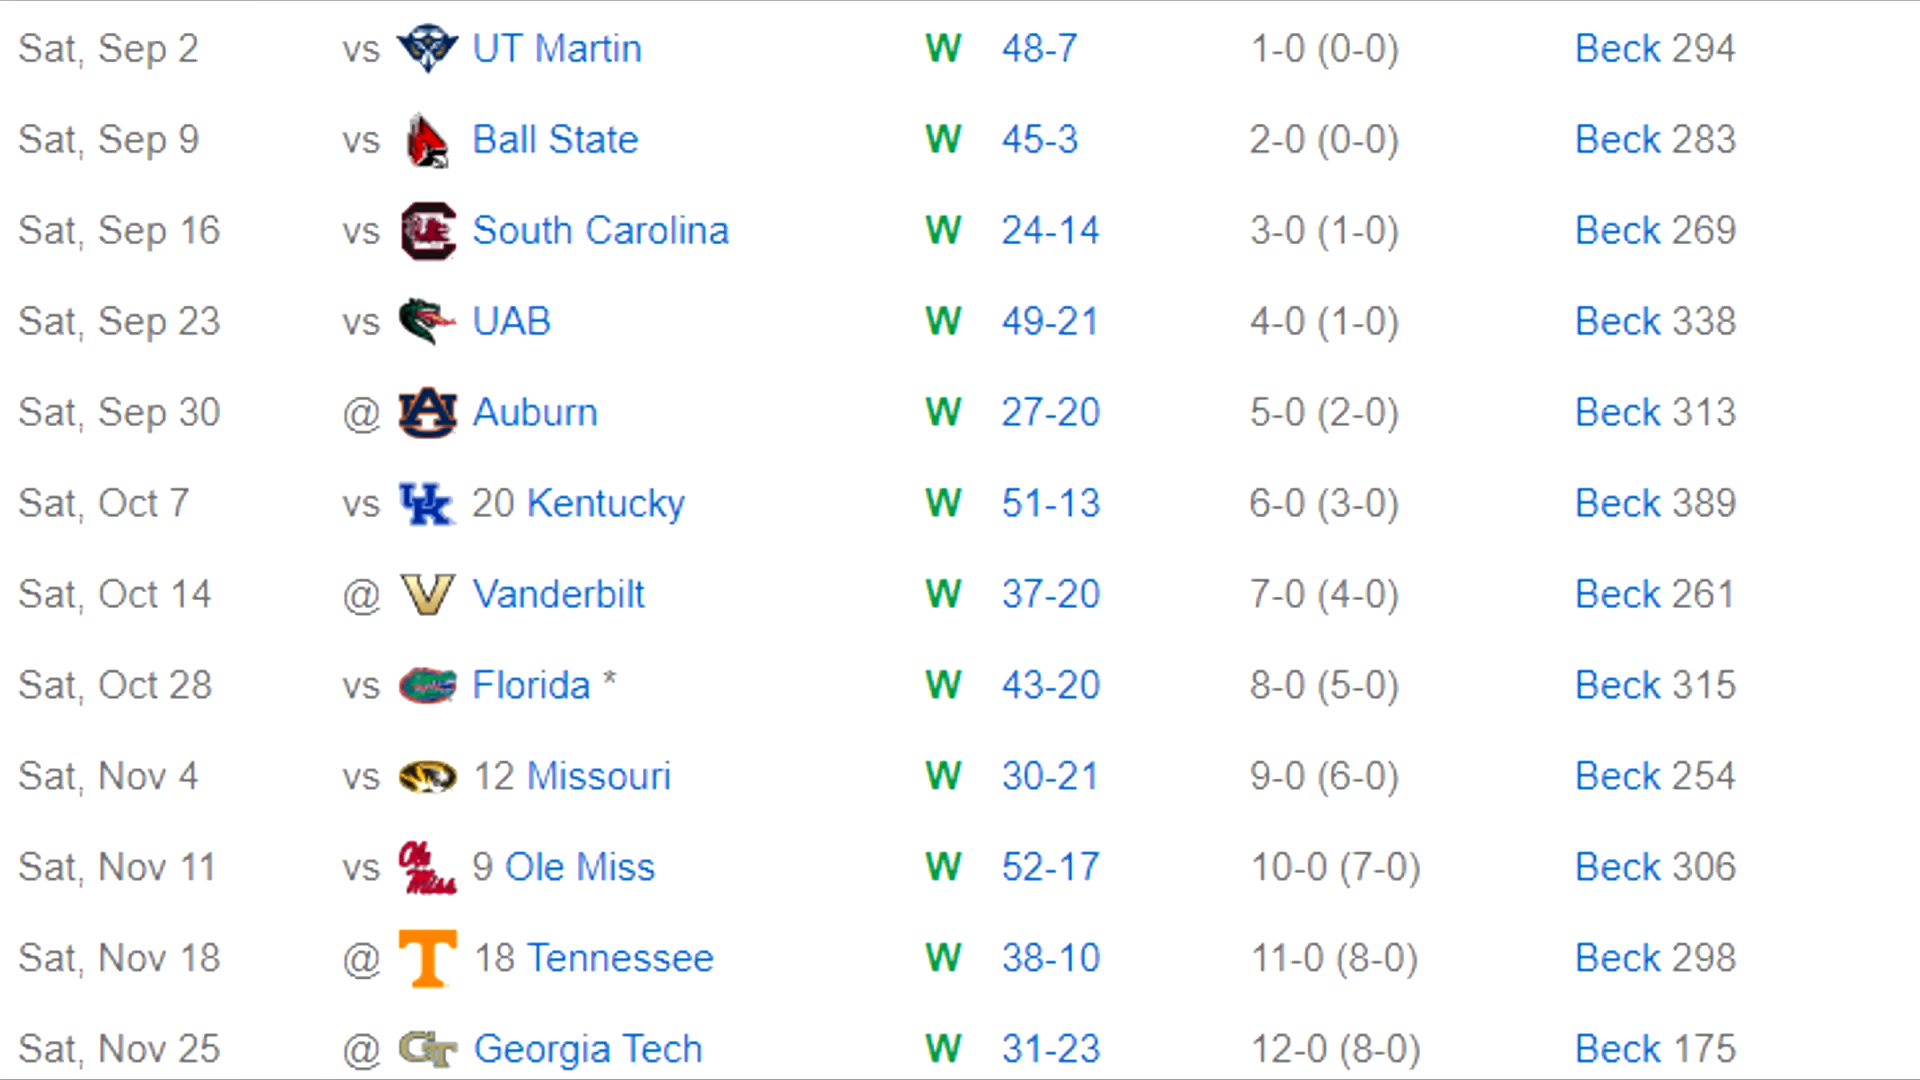 Sat, Sep 2 vs UT Martin W 48-7 1-0 (0-0) Beck 294
Sat, Sep 9 vs Ball State W 45-3 2-0 (0-0) Beck 283
Sat, Sep 16 vs South Carolina W 24-14 3-0 (1-0) Beck 269
Sat, Sep 23 vs UAB W 49-21 4-0 (1-0) Beck 338
Sat, Sep 30 @ Auburn W 27-20 5-0 (2-0) Beck 313
Sat, Oct 7 vs UK 20 Kentucky W 51-13 6-0 (3-0) Beck 389
Sat, Oct 14 @ V Vanderbilt W 37-20 7-0 (4-0) Beck 261
Sat, Oct 28 vs Florida * W 43-20 8-0 (5-0) Beck 315
Sat, Nov 4 vs 12 Missouri W 30-21 9-0 (6-0) Beck 254
Sat, Nov 11 vs Ole Miss 9 Ole Miss W 52-17 10-0 (7-0) Beck 306
Sat, Nov 18 @ T 18 Tennessee W 38-10 11-0 (8-0) Beck 298
Sat, Nov 25 @ GT Georgia Tech W 31-23 12-0 (8-0) Beck 175